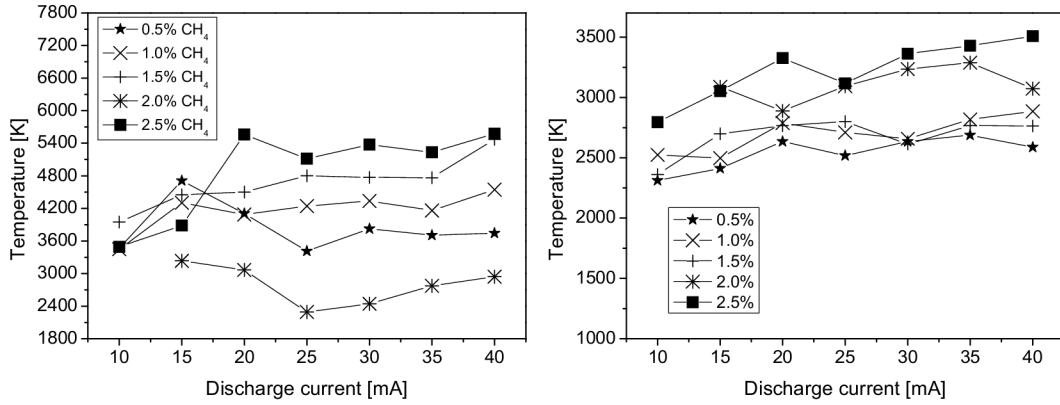 7800
7200
6600
6000
5400
4800
4200
3600
3000
2400
1800
Temperature [K]
0.5% CH4
1.0% CH4
1.5% CH4
2.0% CH4
2.5% CH4
10 15 20 25 30 35 40
Discharge current [mA]
3500
3000
2500
2000
1500
1000
Temperature [K]
0.5%
1.0%
1.5%
2.0%
2.5%
10 15 20 25 30 35 40
Discharge current [mA]